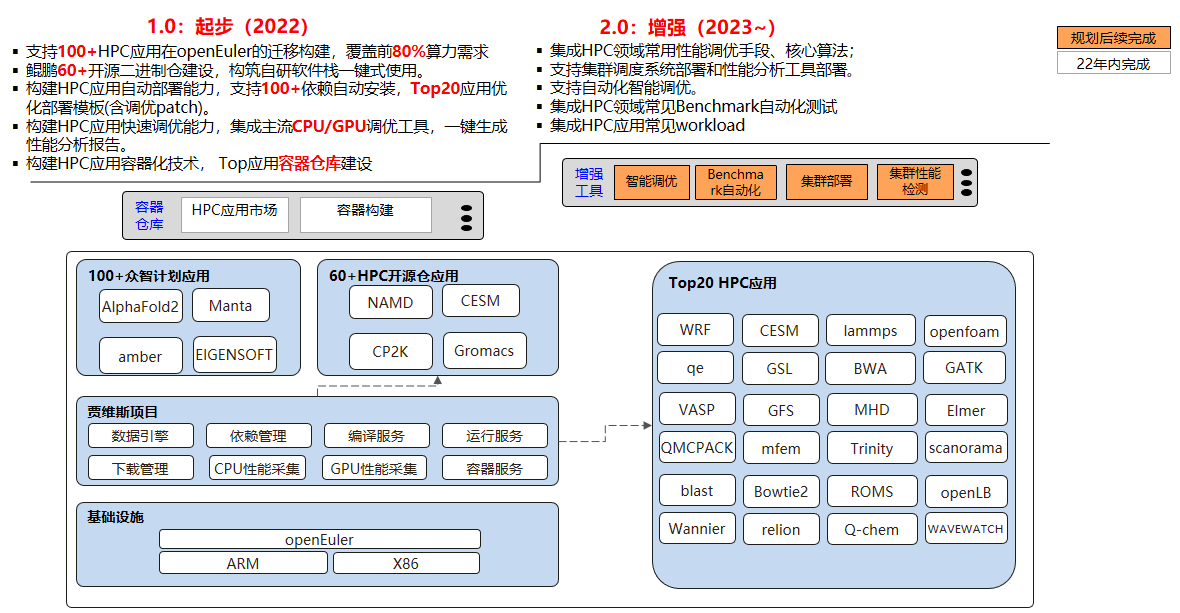 1.0：起步（2022）
▪ 支持100+HPC应用在openEuler的迁移构建，覆盖前80%算力需求
▪ 鲲鹏60+开源二进制仓建设，构筑自研软件栈一键式使用。
▪ 构建HPC应用自动部署能力，支持100+依赖自动安装，Top20应用优
化部署模板(含调优patch)。
▪ 构建HPC应用快速调优能力，集成主流CPU/GPU调优工具，一键生成
性能分析报告。
▪ 构建HPC应用容器化技术， Top应用容器仓库建设
2.0：增强（2023~）
▪ 集成HPC领域常用性能调优手段、核心算法；
▪ 支持集群调度系统部署和性能分析工具部署。
▪ 支持自动化智能调优。
▪ 集成HPC领域常见Benchmark自动化测试
▪ 集成HPC应用常见workload
规划后续完成
22年内完成
增强
工具
智能调优
Benchma
rk自动化
集群部署
集群性能
检测
容器
仓库
HPC应用市场
容器构建
100+众智计划应用
AlphaFold2
Manta
amber
EIGENSOFT
60+HPC开源仓应用
NAMD
CESM
CP2K
Gromacs
贾维斯项目
数据引擎
依赖管理
编译服务
运行服务
下载管理
CPU性能采集
GPU性能采集
容器服务
基础设施
openEuler
ARM
X86
Top20 HPC应用
WRF
CESM
lammps
openfoam
qe
GSL
BWA
GATK
VASP
GFS
MHD
Elmer
QMCPACK
mfem
Trinity
scanorama
blast
Bowtie2
ROMS
openLB
Wannier
relion
Q-chem
WAVEWATCH